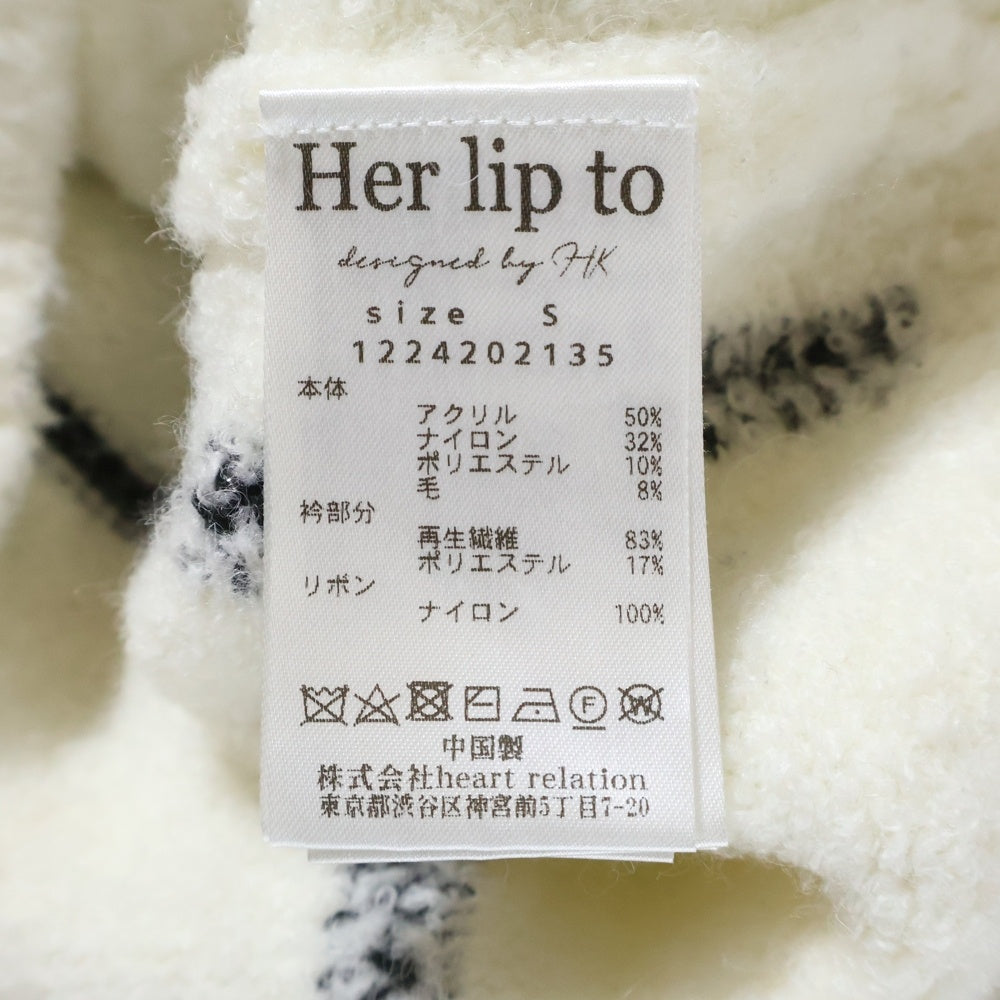 Her lip to
designed by HK
size S
1224202135
本体
アクリル 50%
ナイロン 32%
ポリエステル 10%
毛 8%
衿部分
再生繊維 83%
ポリエステル 17%
リボン
ナイロン 100%
F W
中国製
株式会社heart relation
東京都渋谷区神宮前5丁目7-20